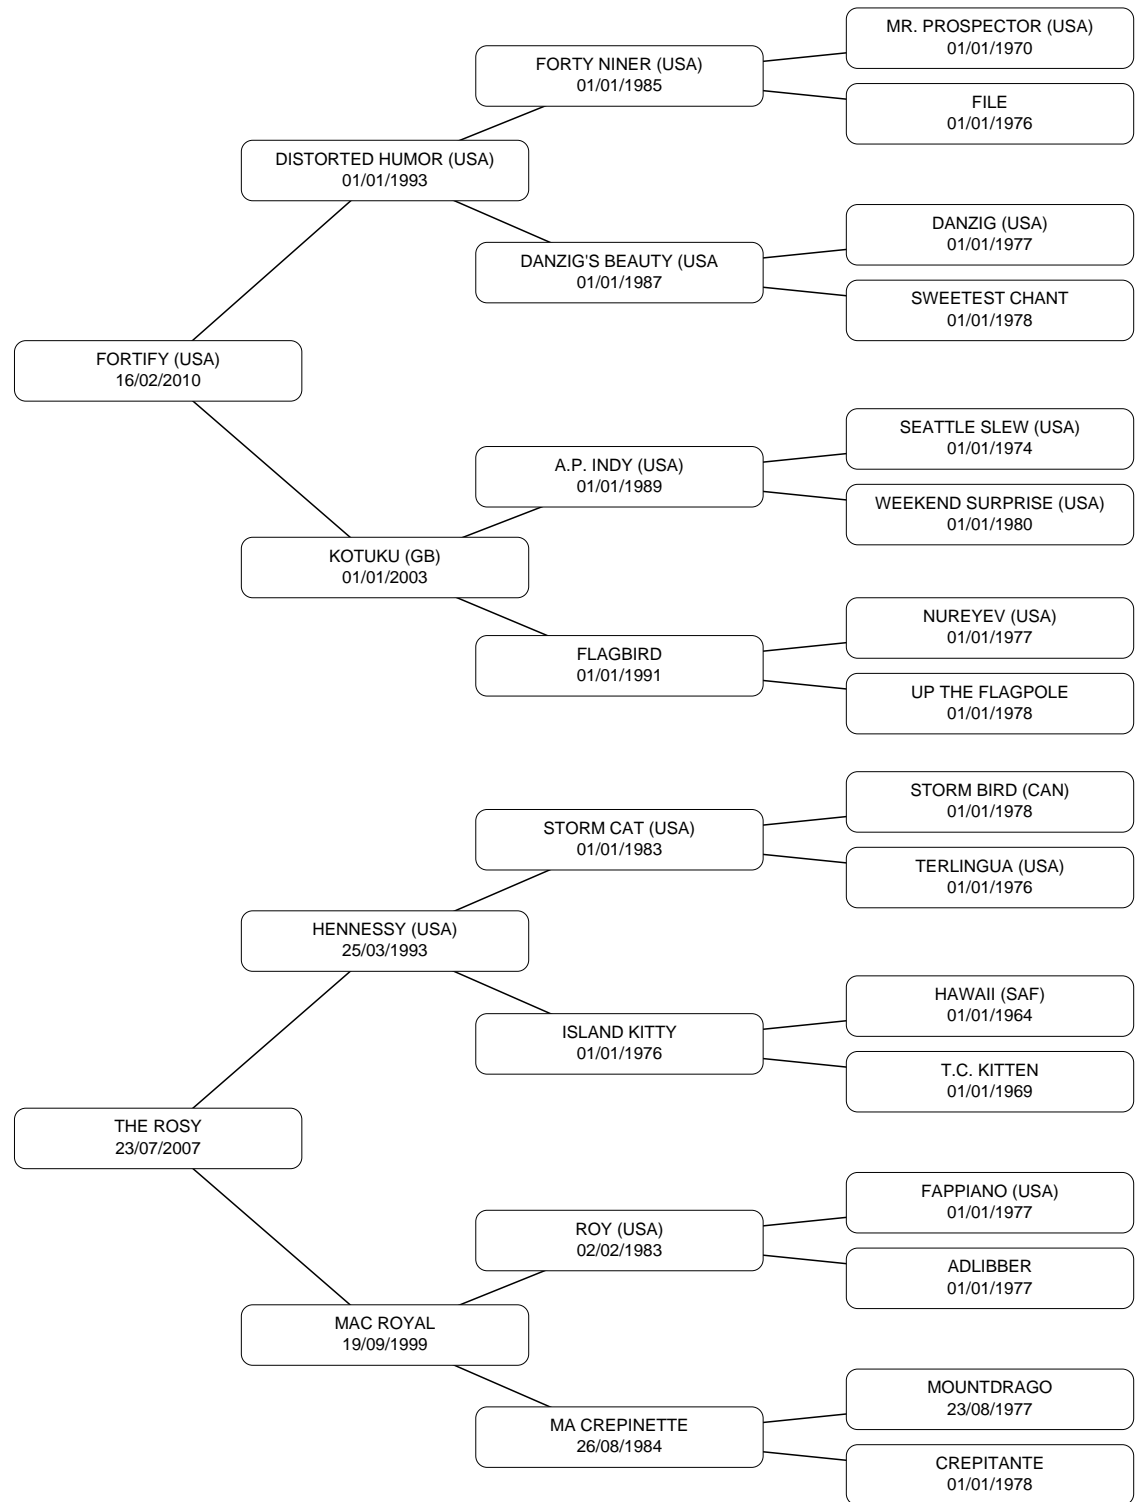 MR. PROSPECTOR (USA)
01/01/1970
FORTY NINER (USA)
01/01/1985
FILE
01/01/1976
DISTORTED HUMOR (USA)
01/01/1993
DANZIG (USA)
01/01/1977
DANZIG'S BEAUTY (USA
01/01/1987
SWEETEST CHANT
01/01/1978
FORTIFY (USA)
16/02/2010
SEATTLE SLEW (USA)
01/01/1974
A.P. INDY (USA)
01/01/1989
WEEKEND SURPRISE (USA)
01/01/1980
KOTUKU (GB)
01/01/2003
NUREYEV (USA)
01/01/1977
FLAGBIRD
01/01/1991
UP THE FLAGPOLE
01/01/1978
STORM BIRD (CAN)
01/01/1978
STORM CAT (USA)
01/01/1983
TERLINGUA (USA)
01/01/1976
HENNESSY (USA)
25/03/1993
HAWAII (SAF)
01/01/1964
ISLAND KITTY
01/01/1976
T.C. KITTEN
01/01/1969
THE ROSY
23/07/2007
FAPPIANO (USA)
01/01/1977
ROY (USA)
02/02/1983
ADLIBBER
01/01/1977
MAC ROYAL
19/09/1999
MOUNTDRAGO
23/08/1977
MA CREPINETTE
26/08/1984
CREPITANTE
01/01/1978